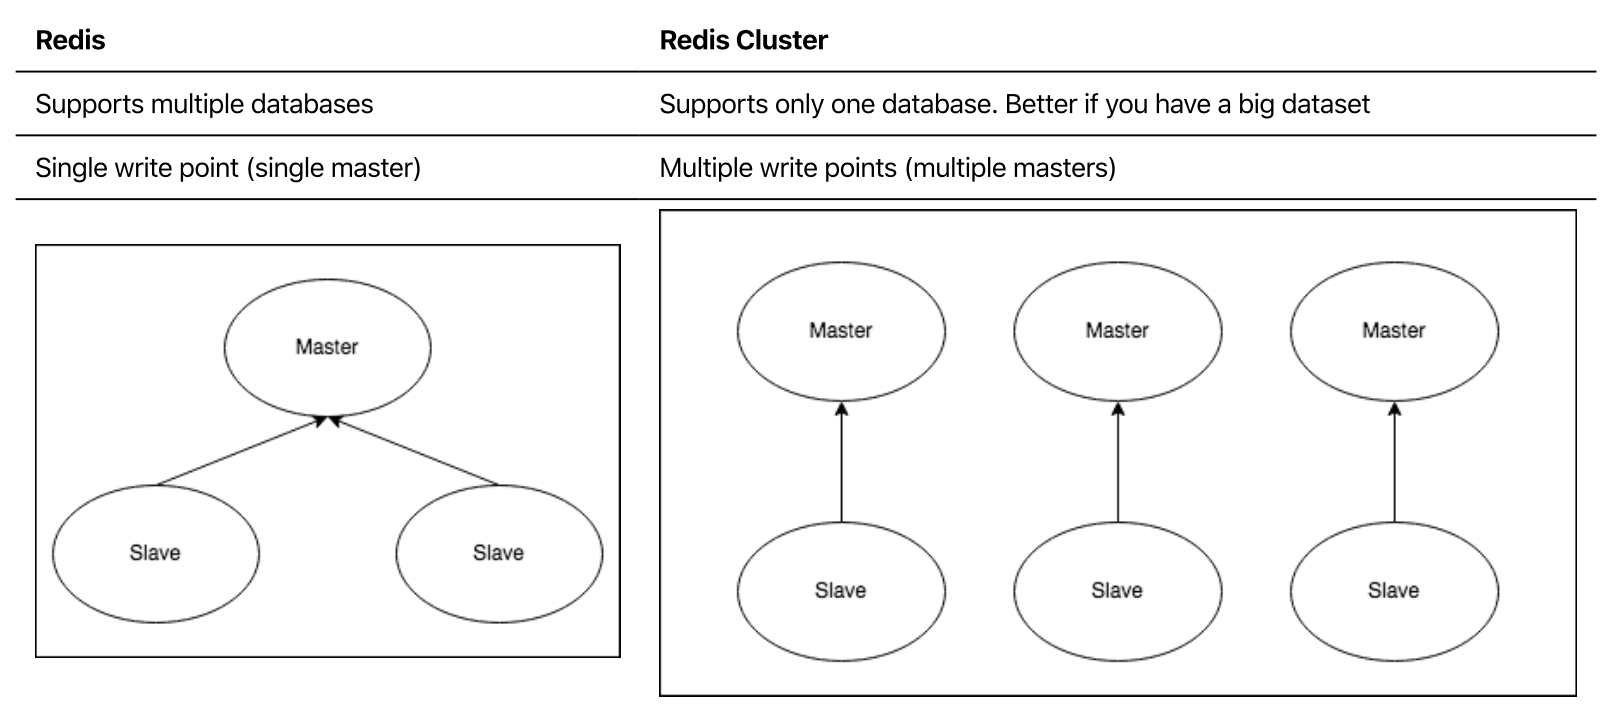 Redis
Redis Cluster
Supports multiple databases
Supports only one database. Better if you have a big dataset
Single write point (single master)
Multiple write points (multiple masters)
Master
Slave
Slave
Master
Master
Master
Slave
Slave
Slave